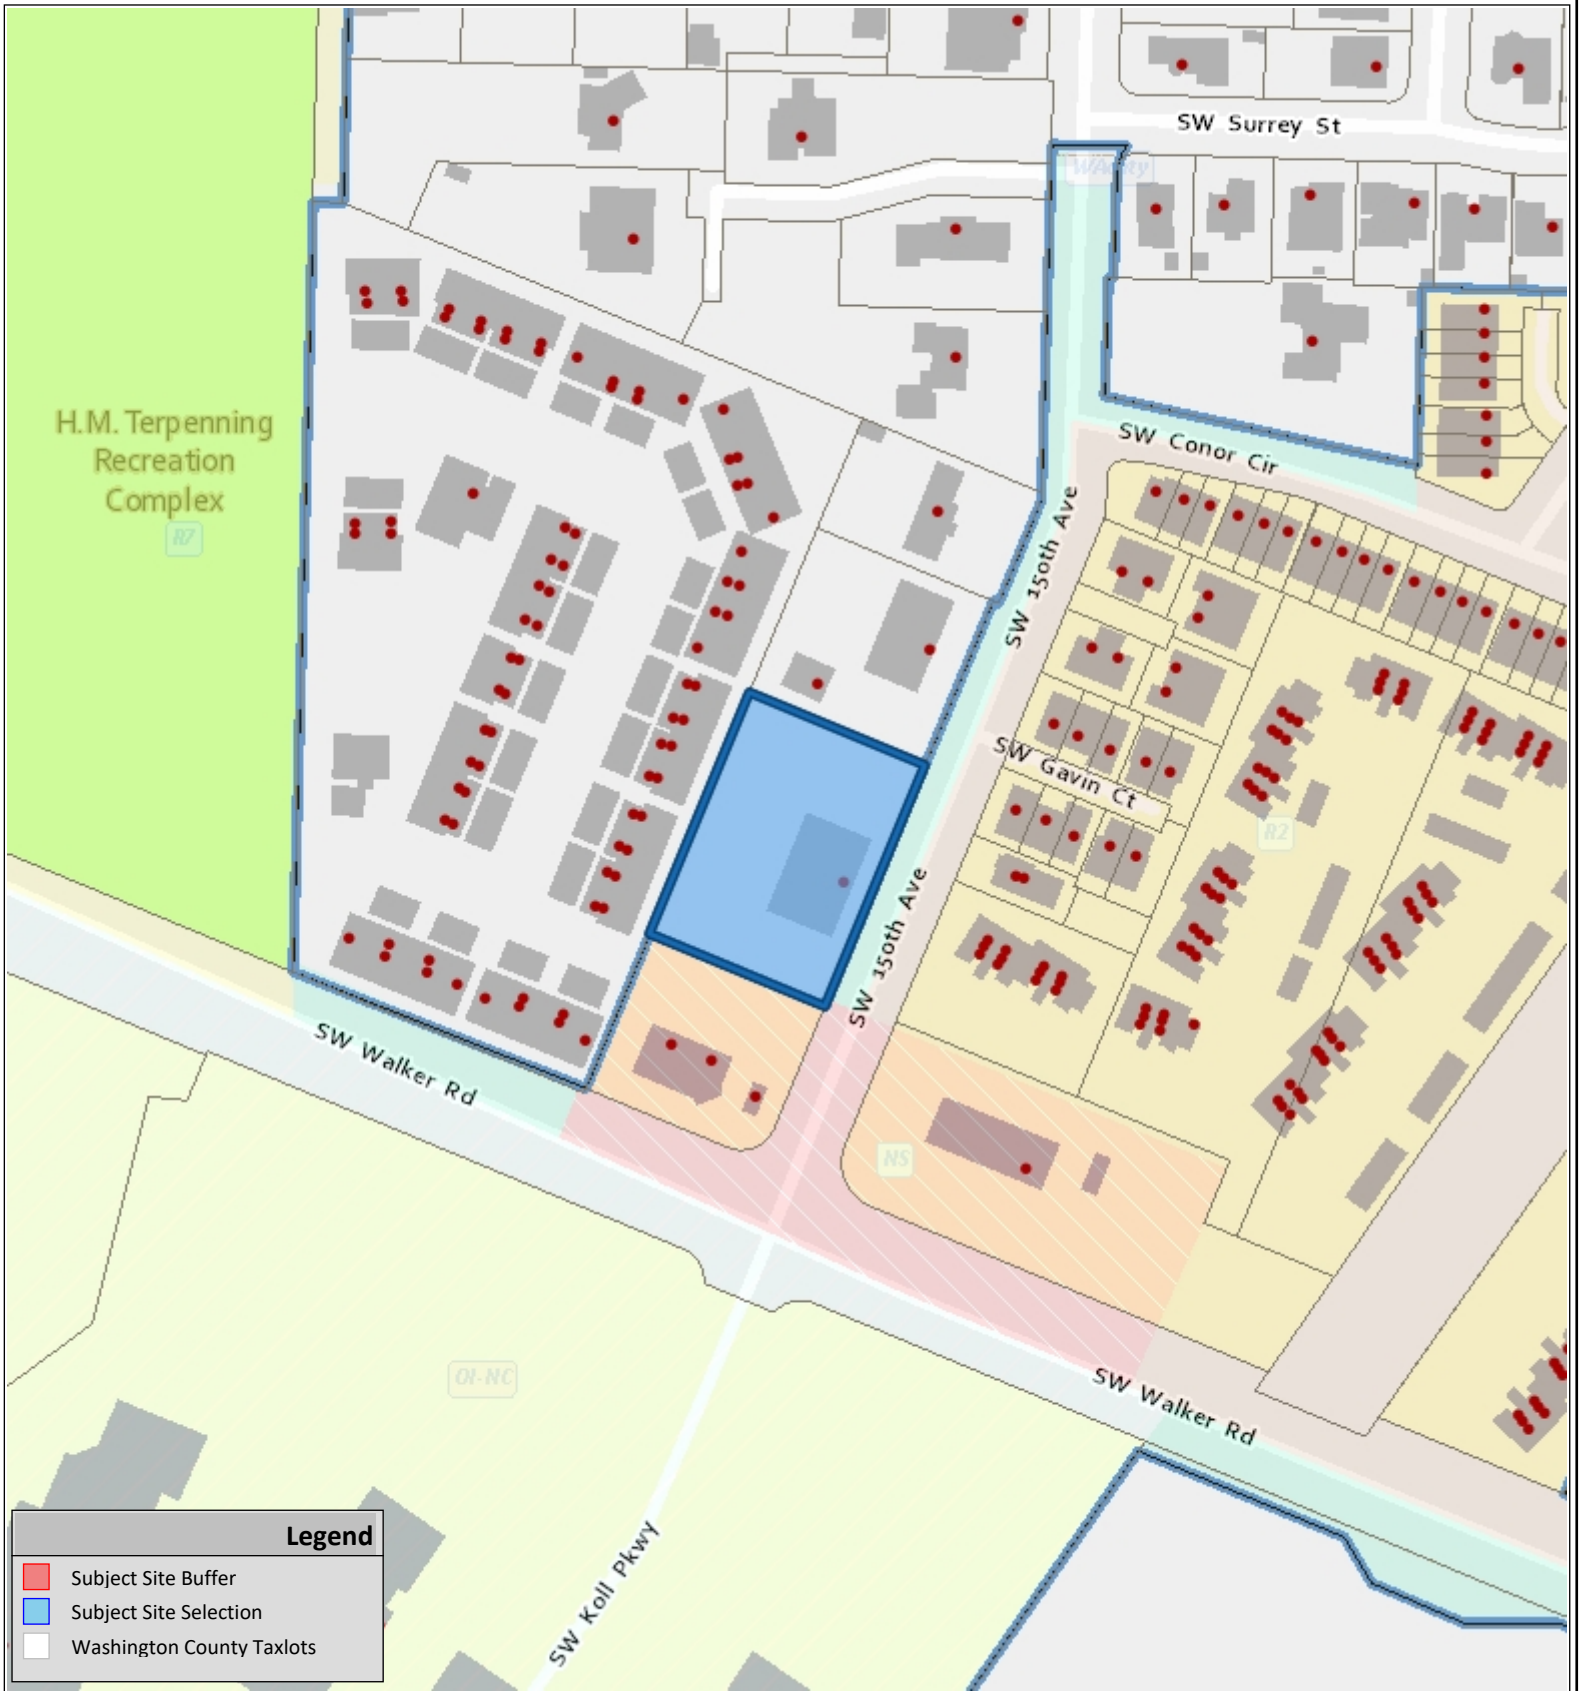 SW Surrey St
WAcnty
SW Conor Cir
H.M. Terpenning
Recreation
Complex
R7
SW 150th Ave
SW Gavin Ct
R2
SW 150th Ave
SW Walker Rd
NS
OI-NC
SW Walker Rd
SW Koll Pkwy
Legend
Subject Site Buffer
Subject Site Selection
Washington County Taxlots